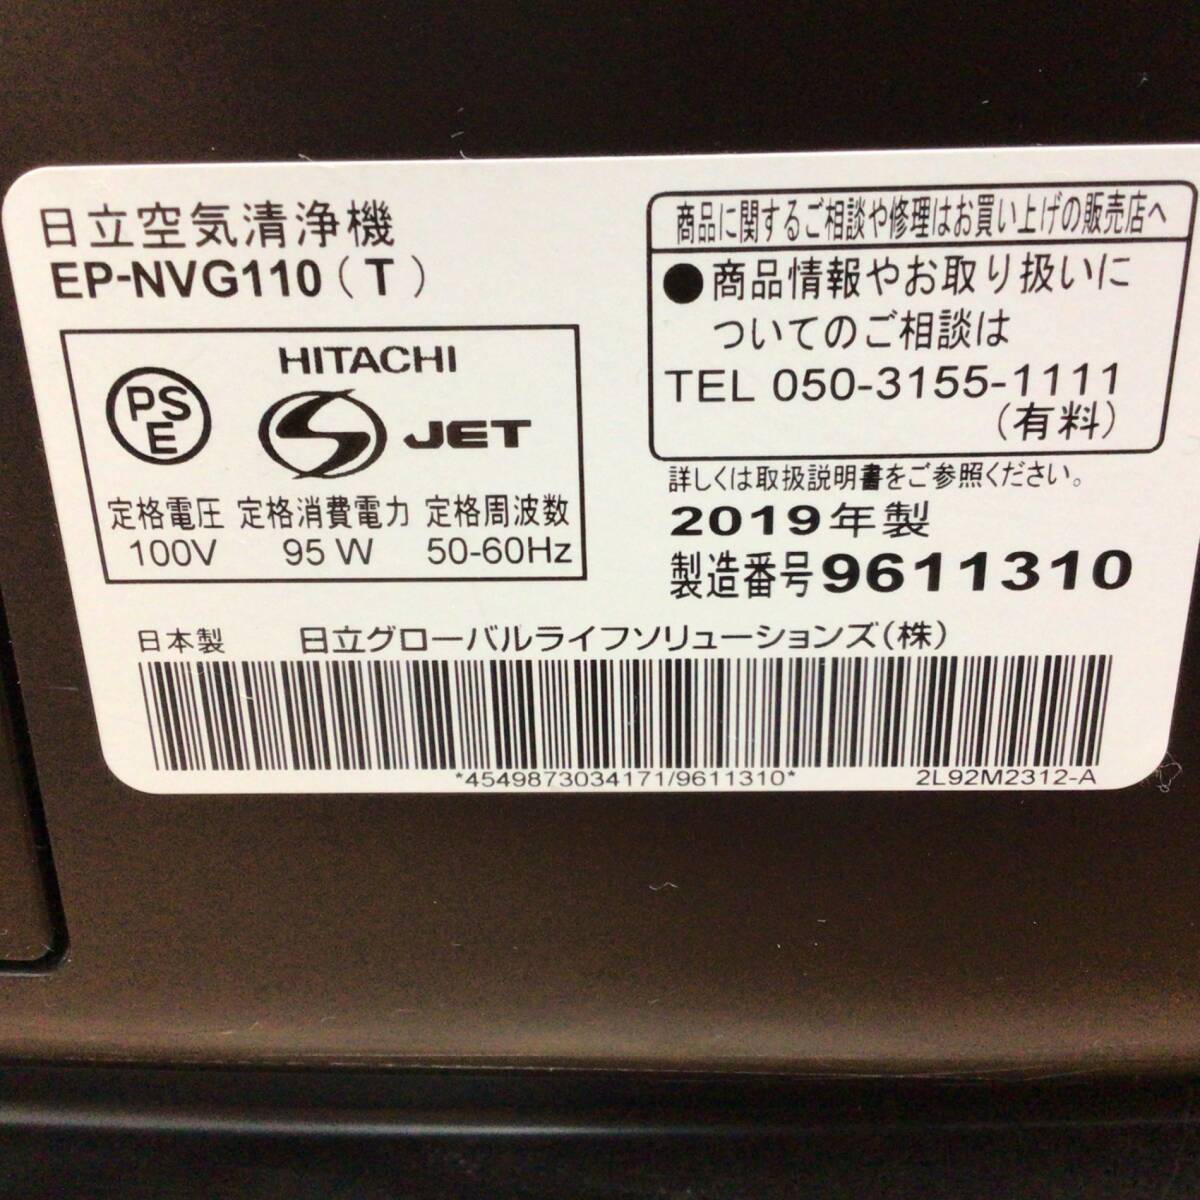 日立空気清浄機
EP-NVG110(T)
HITACHI
PS
E
JET
定格電圧 定格消費電力 定格周波数
100V 95W 50-60Hz
商品に関するご相談や修理はお買い上げの販売店へ
●商品情報やお取り扱いに
ついてのご相談は
TEL 050-3155-1111
(有料)
詳しくは取扱説明書をご参照ください。
2019年製
製造番号9611310
日本製 日立グローバルライフソリューションズ(株)
*4549873034171/9611310* 2L92M2312-A